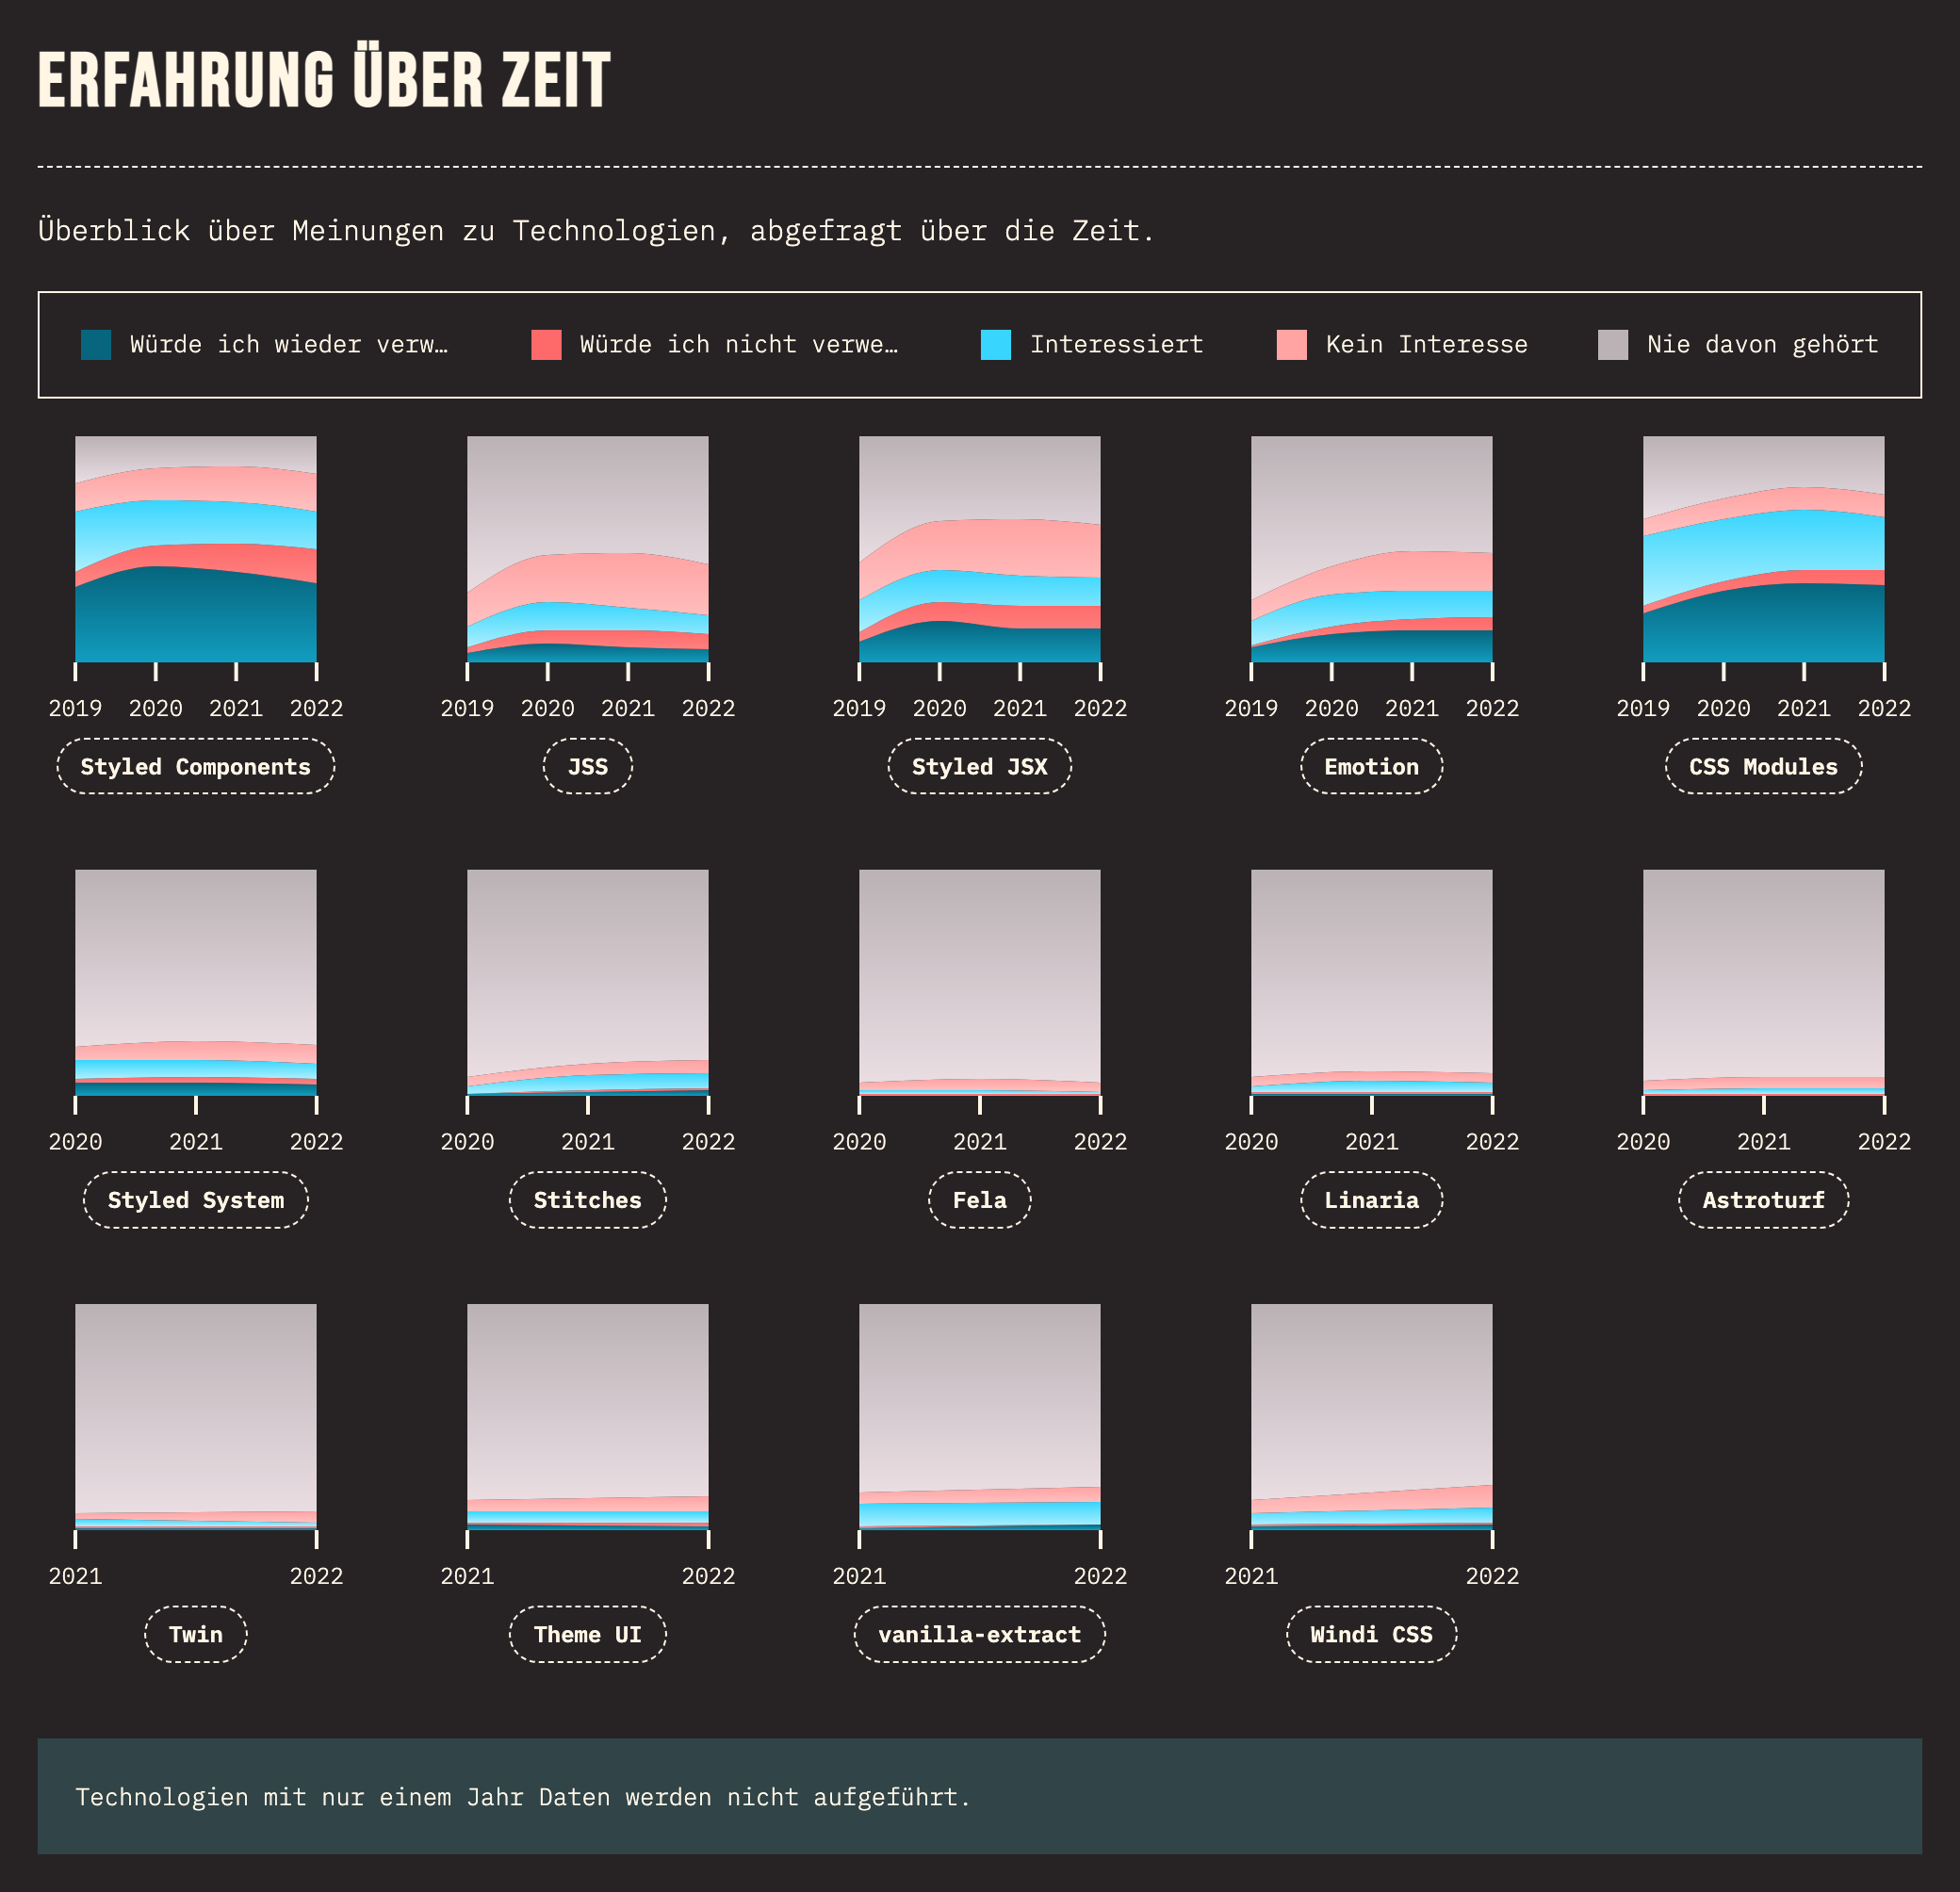 ERFAHRUNG ÜBER ZEIT
Überblick über Meinungen zu Technologien, abgefragt über die Zeit.
Würde ich wieder verw… Würde ich nicht verwe… Interessiert Kein Interesse Nie davon gehört
2019 2020 2021 2022 2019 2020 2021 2022 2019 2020 2021 2022 2019 2020 2021 2022 2019 2020 2021 2022
Styled Components JSS Styled JSX Emotion CSS Modules
2020 2021 2022 2020 2021 2022 2020 2021 2022 2020 2021 2022 2020 2021 2022
Styled System Stitches Fela Linaria Astroturf
2021 2022 2021 2022 2021 2022 2021 2022
Twin Theme UI vanilla-extract Windi CSS
Technologien mit nur einem Jahr Daten werden nicht aufgeführt.